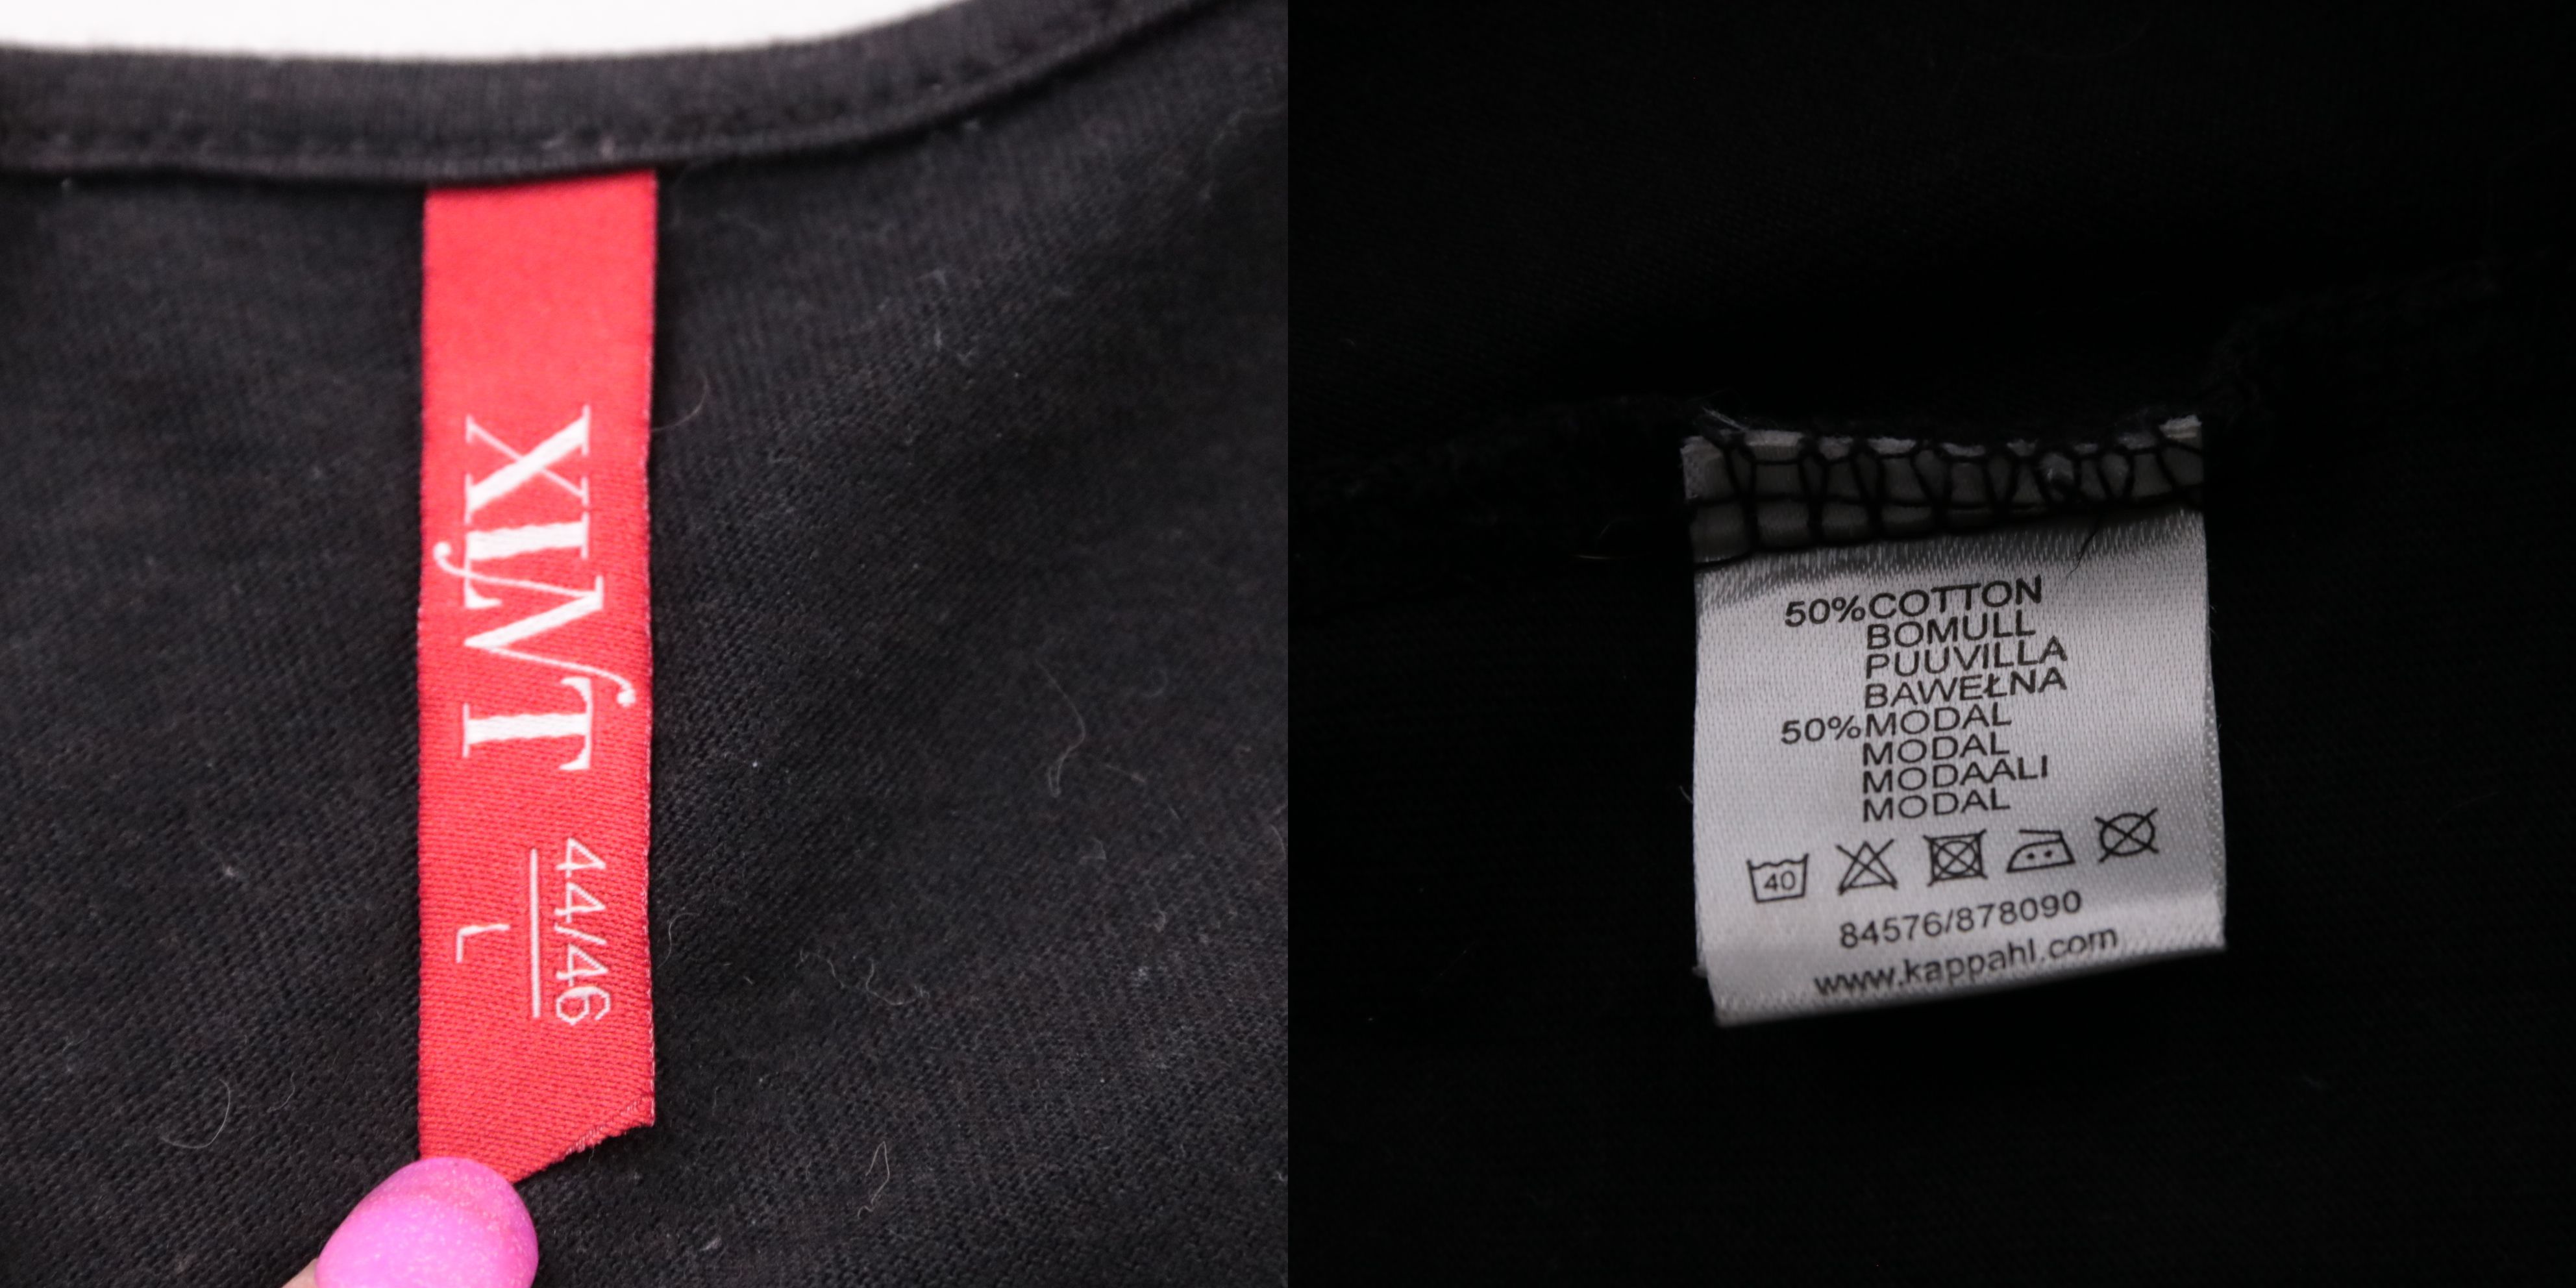 XLNT
44/46
L
50%COTTON
BOMULL
PUUVILLA
BAWEŁNA
50%MODAL
MODAL
MODAALI
MODAL
40
84576/878090
www.kappahl.com